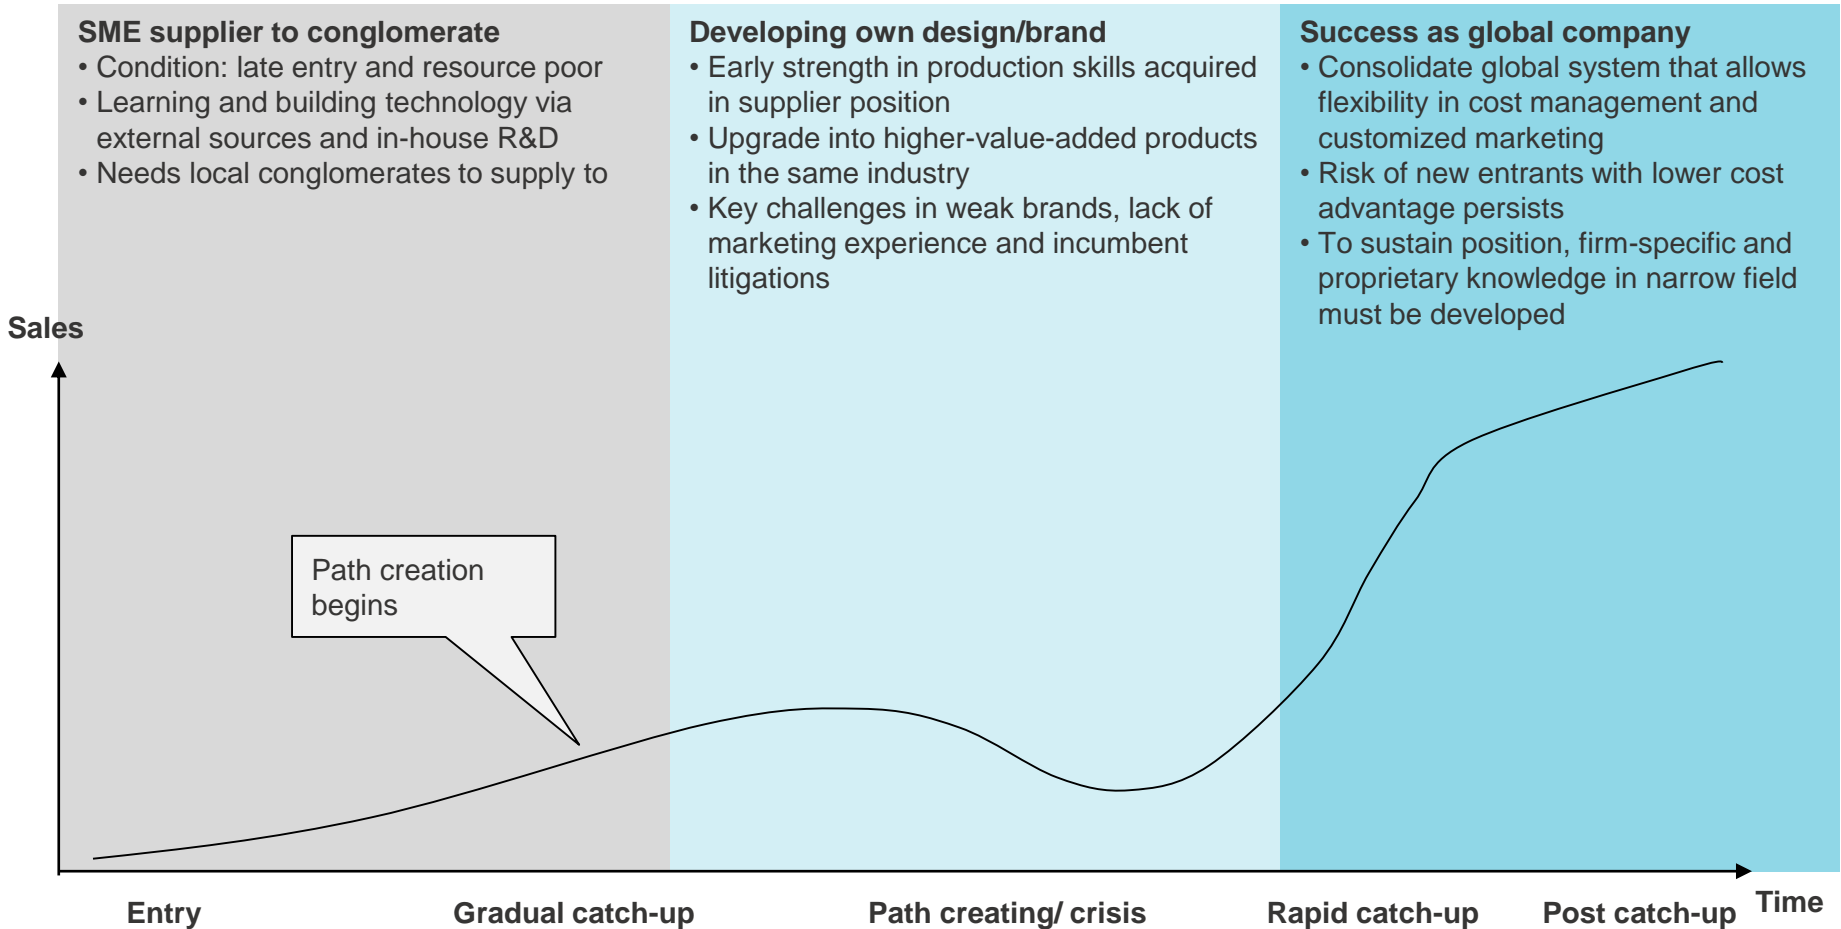 SME supplier to conglomerate
• Condition: late entry and resource poor
• Learning and building technology via
external sources and in-house R&D
• Needs local conglomerates to supply to
Developing own design/brand
• Early strength in production skills acquired
in supplier position
• Upgrade into higher-value-added products
in the same industry
• Key challenges in weak brands, lack of
marketing experience and incumbent
litigations
Success as global company
• Consolidate global system that allows
flexibility in cost management and
customized marketing
• Risk of new entrants with lower cost
advantage persists
• To sustain position, firm-specific and
proprietary knowledge in narrow field
must be developed
Sales
Path creation
begins
Entry
Gradual catch-up
Path creating/ crisis
Rapid catch-up
Post catch-up
Time